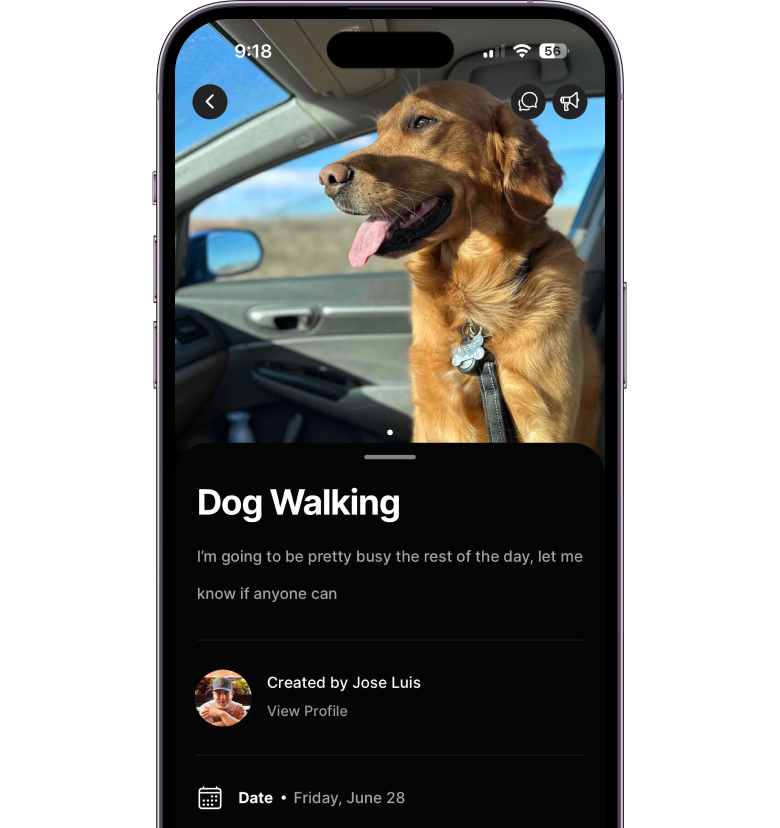 9:18
56
Dog Walking
I'm going to be pretty busy the rest of the day, let me
know if anyone can
Created by Jose Luis
View Profile
Date • Friday, June 28